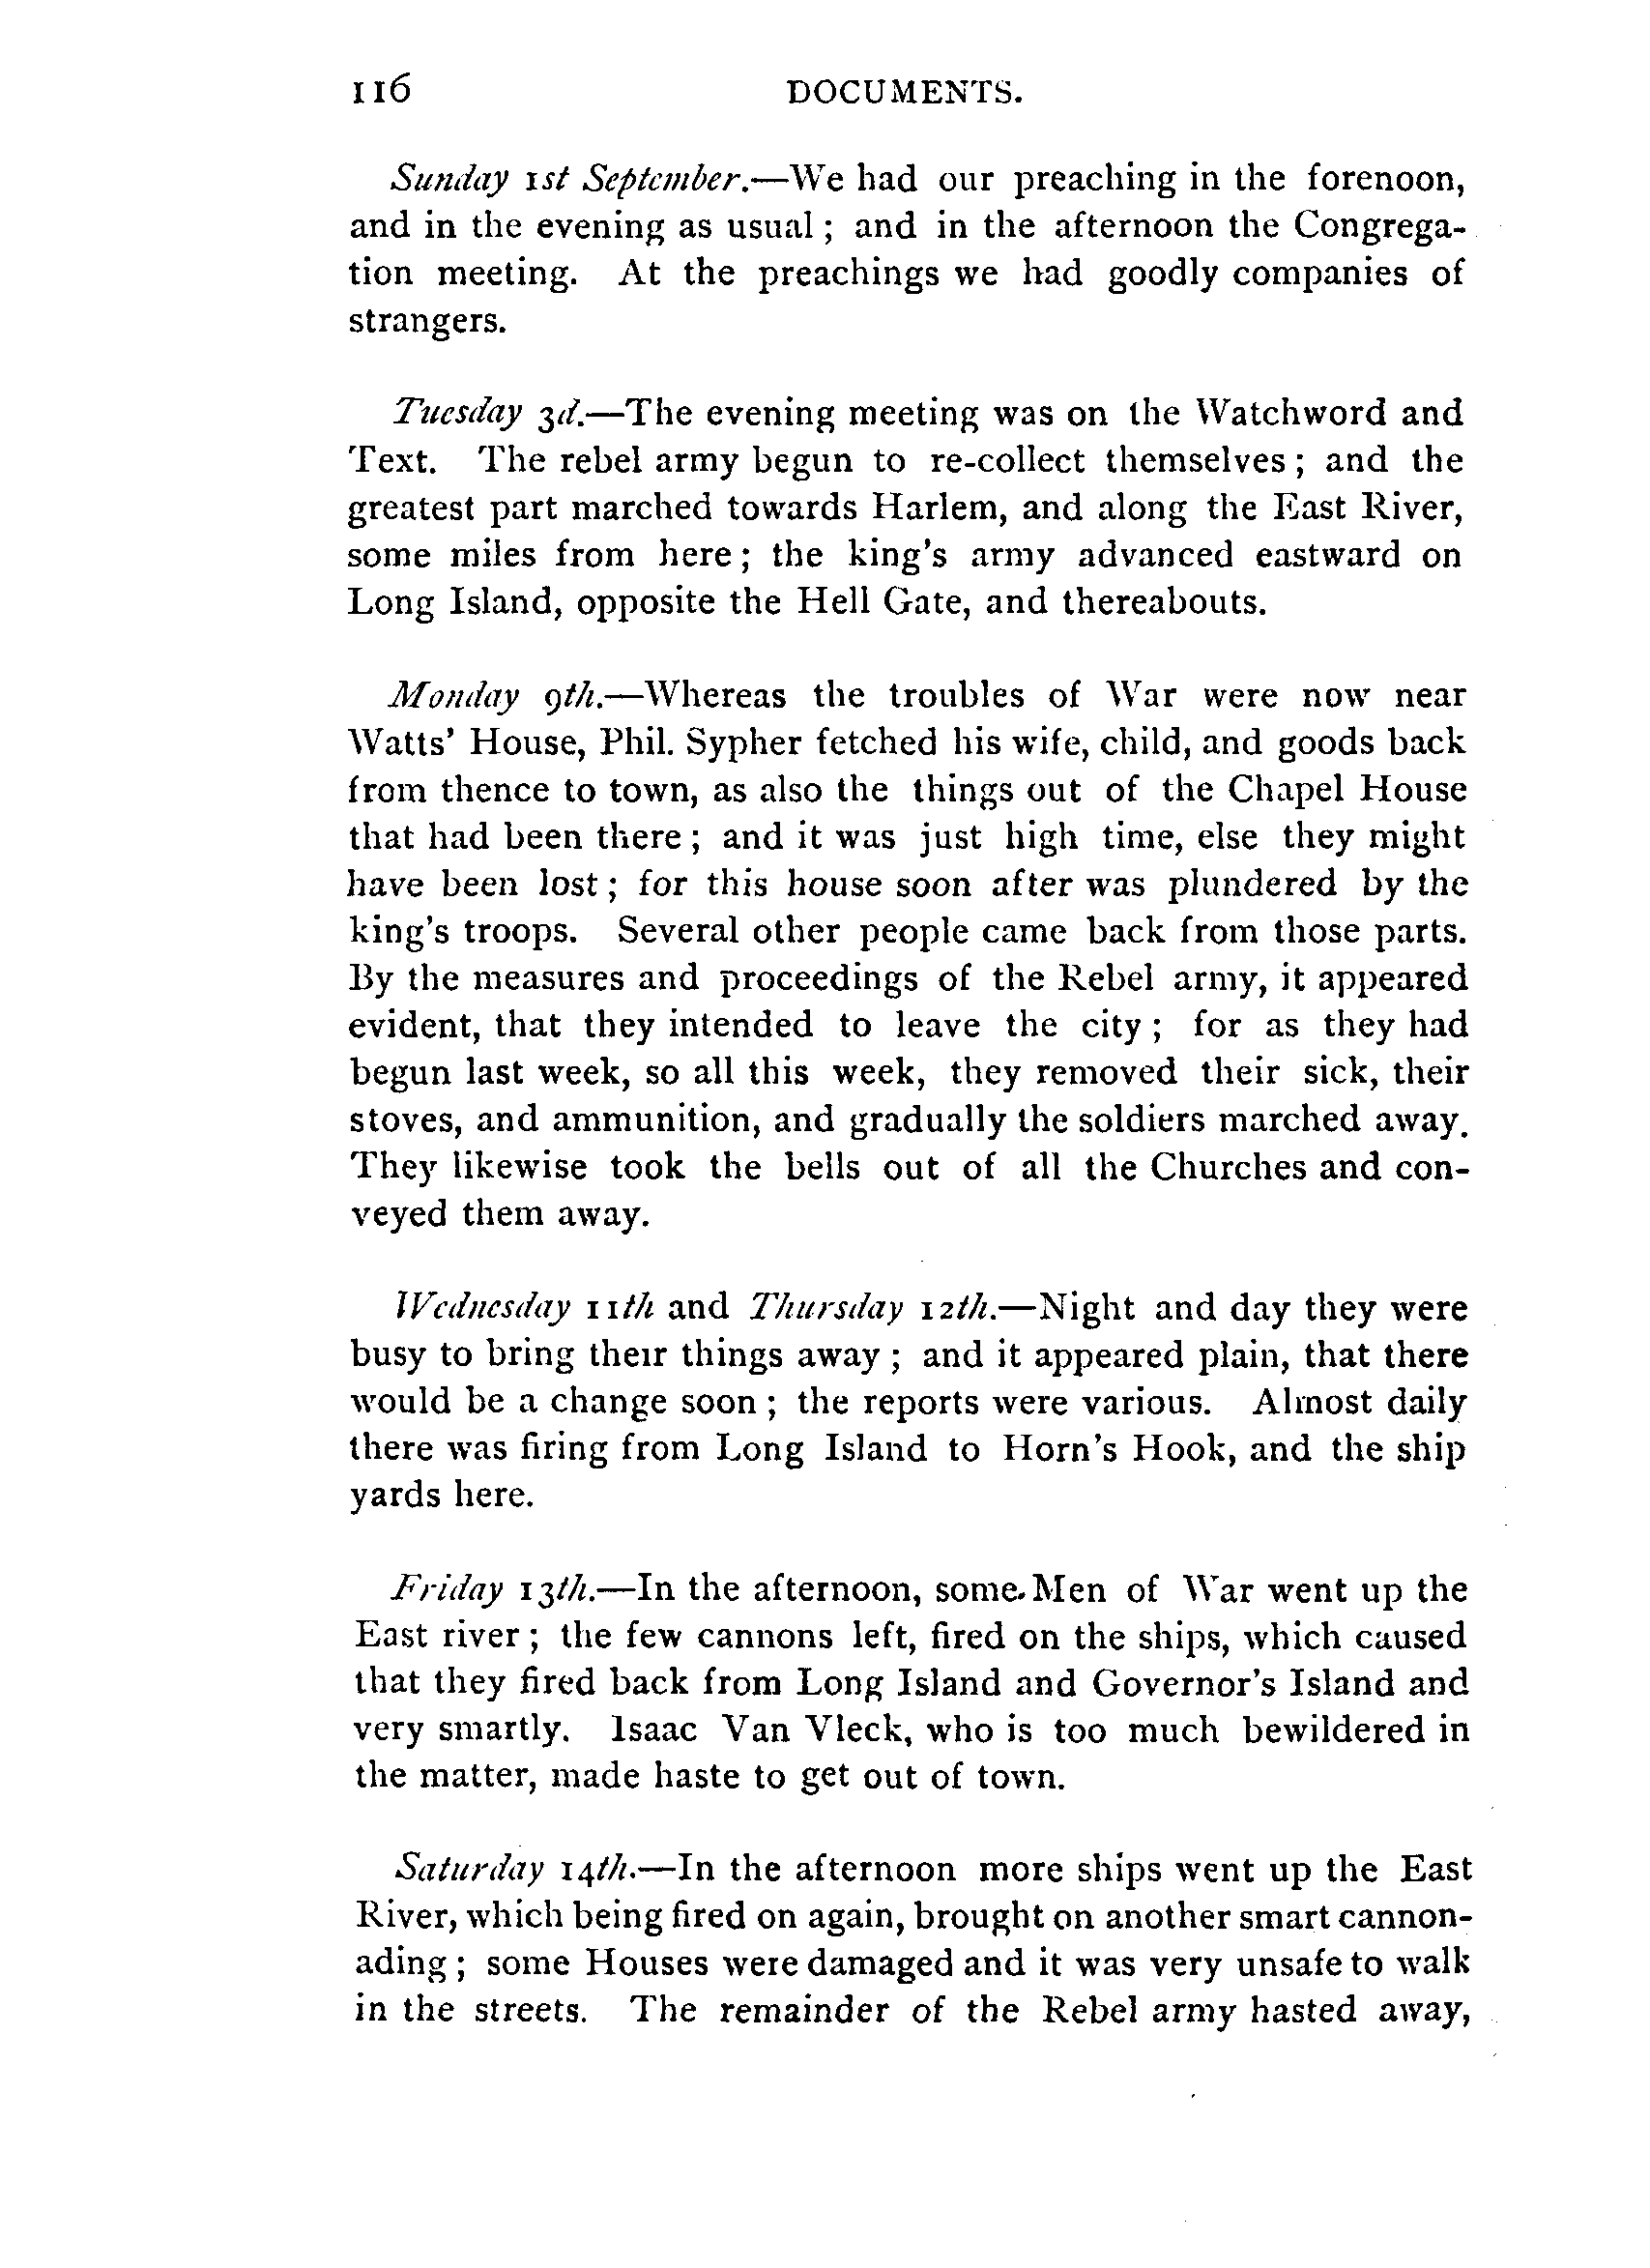 116 DOCUMENTS.
Sunday 1st September.—We had our preaching in the forenoon,
and in the evening as usual; and in the afternoon the Congrega-
tion meeting. At the preachings we had goodly companies of
strangers.
Tuesday 3d.—The evening meeting was on the Watchword and
Text. The rebel army begun to re-collect themselves; and the
greatest part marched towards Harlem, and along the East River,
some miles from here; the king's army advanced eastward on
Long Island, opposite the Hell Gate, and thereabouts.
Monday 9th.—Whereas the troubles of War were now near
Watts' House, Phil. Sypher fetched his wife, child, and goods back
from thence to town, as also the things out of the Chapel House
that had been there; and it was just high time, else they might
have been lost; for this house soon after was plundered by the
king's troops. Several other people came back from those parts.
By the measures and proceedings of the Rebel army, it appeared
evident, that they intended to leave the city; for as they had
begun last week, so all this week, they removed their sick, their
stoves, and ammunition, and gradually the soldiers marched away.
They likewise took the bells out of all the Churches and con-
veyed them away.
Wednesday 11th and Thursday 12th.—Night and day they were
busy to bring their things away; and it appeared plain, that there
would be a change soon; the reports were various. Almost daily
there was firing from Long Island to Horn's Hook, and the ship
yards here.
Friday 13th.—In the afternoon, some Men of War went up the
East river; the few cannons left, fired on the ships, which caused
that they fired back from Long Island and Governor's Island and
very smartly. Isaac Van Vleck, who is too much bewildered in
the matter, made haste to get out of town.
Saturday 14th.—In the afternoon more ships went up the East
River, which being fired on again, brought on another smart cannon-
ading; some Houses were damaged and it was very unsafe to walk
in the streets. The remainder of the Rebel army hasted away,